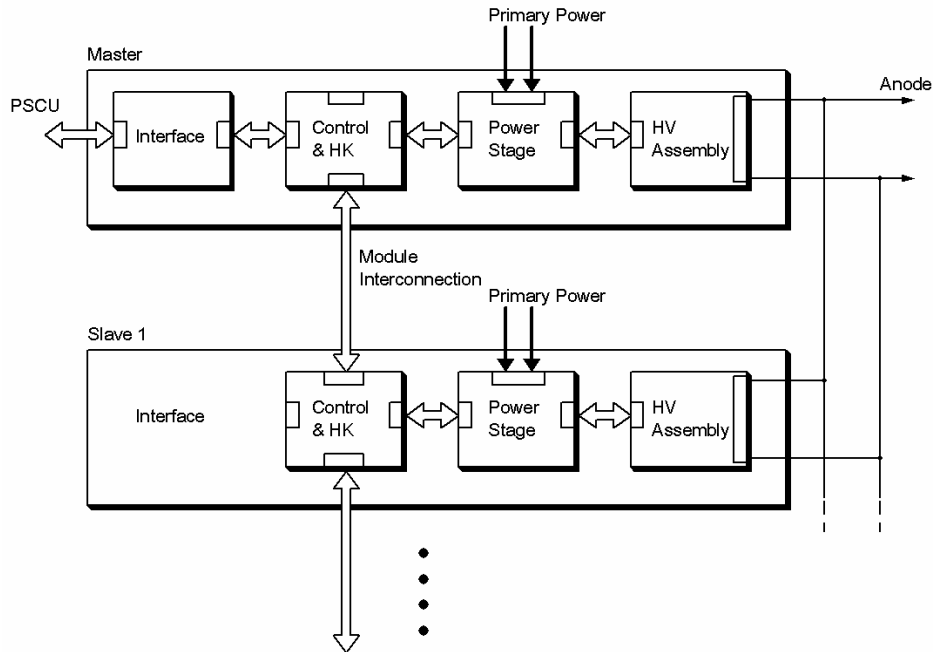 Primary Power
Master
PSCU
Anode
Interface
Control
& HK
Power
Stage
HV
Assembly
Module
Interconnection
Primary Power
Slave 1
Interface
Control
& HK
Power
Stage
HV
Assembly